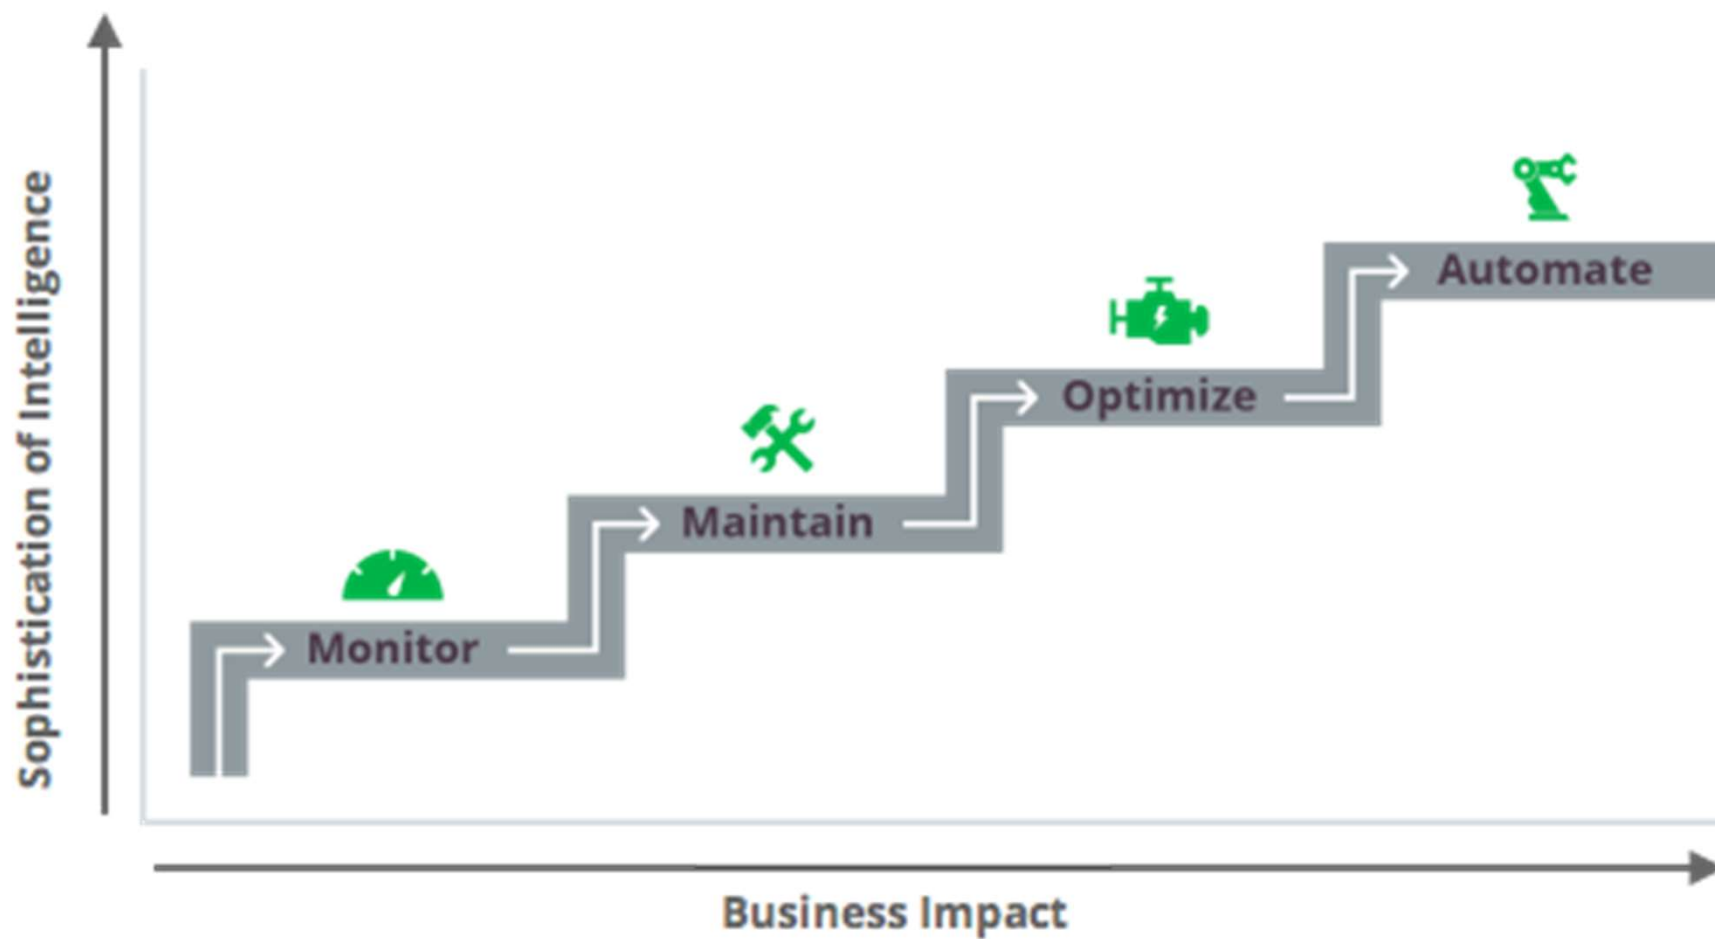 Sophistication of Intelligence
Automate
Optimize
Maintain
Monitor
Business Impact